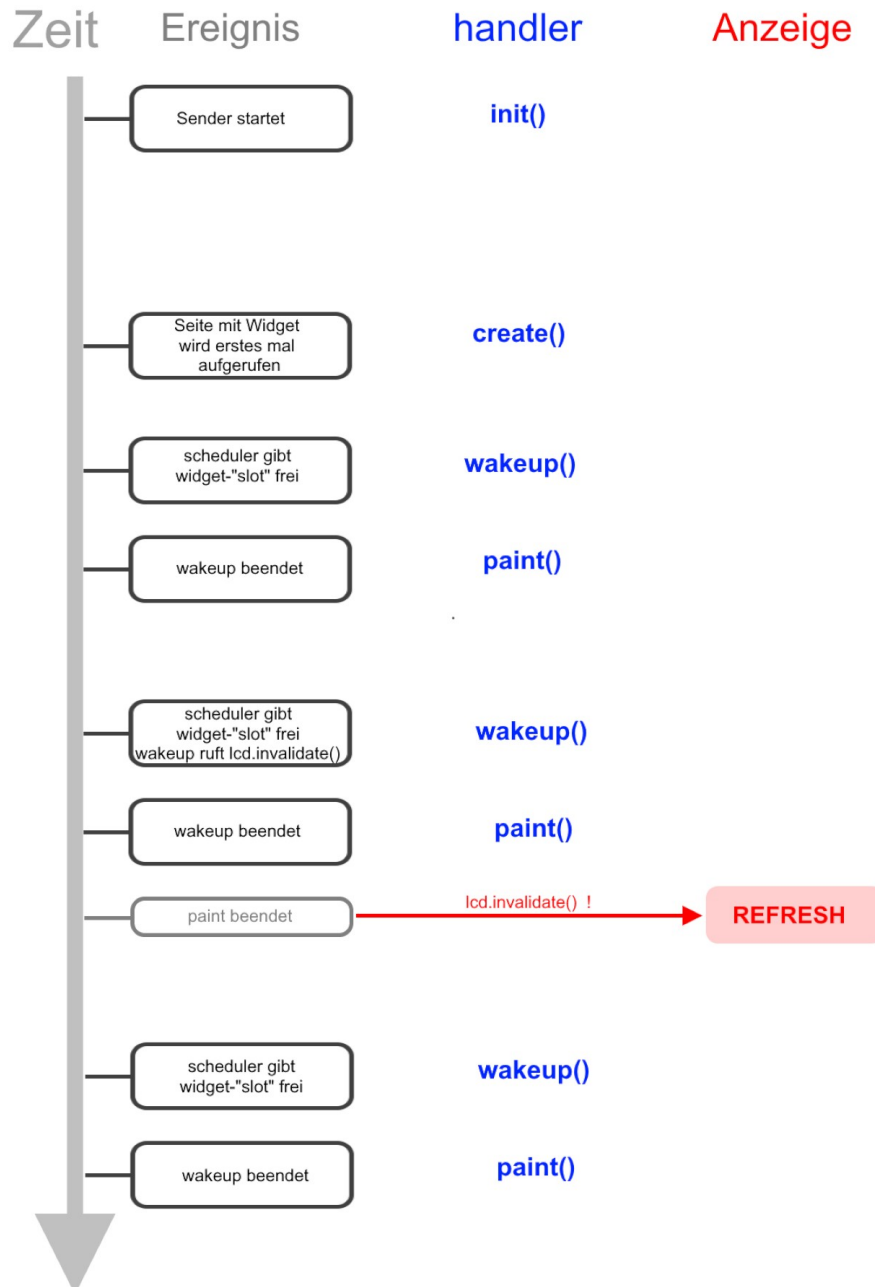 Zeit Ereignis handler Anzeige
Sender startet init()
Seite mit Widget
wird erstes mal
aufgerufen
create()
scheduler gibt
widget-"slot" frei
wakeup()
wakeup beendet paint()
.
scheduler gibt
widget-"slot" frei
wakeup ruft lcd.invalidate()
wakeup()
wakeup beendet paint()
paint beendet lcd.invalidate() ! REFRESH
scheduler gibt
widget-"slot" frei
wakeup()
wakeup beendet paint()